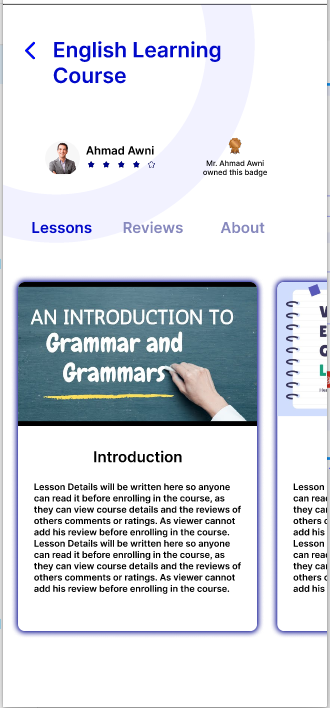 English Learning
Course
Ahmad Awni
Mr. Ahmad Awni
owned this badge
Lessons
Reviews
About
AN INTRODUCTION TO
Grammar and
Grammars
Introduction
Lesson Details will be written here so anyone
can read it before enrolling in the course, as
they can view course details and the reviews of
others comments or ratings. As viewer cannot
add his review before enrolling in the course.
Lesson Details will be written here so anyone
can read it before enrolling in the course, as
they can view course details and the reviews of
others comments or ratings. As viewer cannot
add his review before enrolling in the course.
Lesson
can
they c
others
add his
Lesson
can
they c
others
add his